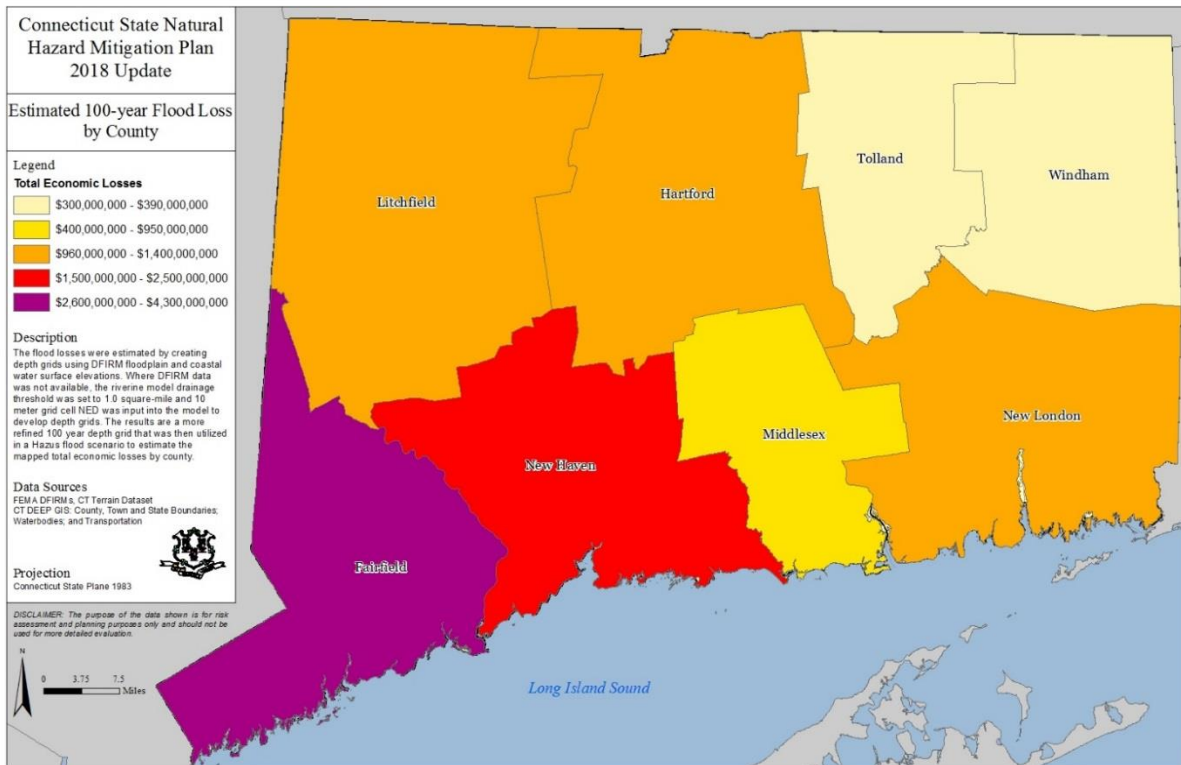 Connecticut State Natural
Hazard Mitigation Plan
2018 Update
Estimated 100-year Flood Loss
by County
Legend
Total Economic Losses
$300,000,000 - $390,000,000
$400,000,000 - $950,000,000
$960,000,000 - $1,400,000,000
$1,500,000,000 - $2,500,000,000
$2,600,000,000 - $4,300,000,000
Description
The flood losses were estimated by creating
depth grids using DFIRM floodplain and coastal
water surface elevations. Where DFIRM data
was not available, the riverine model drainage
threshold was set to 1.0 square-mile and 10
meter grid cell NED was input into the model to
develop depth grids. The results are a more
refined 100 year depth grid that was then utilized
in a Hazus flood scenario to estimate the
mapped total economic losses by county.
Data Sources
FEMA DFIRMs, CT Terrain Dataset
CT DEEP GIS: County, Town and State Boundaries;
Waterbodies; and Transportation
Projection
Connecticut State Plane 1983
DISCLAIMER: The purpose of the data shown is for risk
assessment and planning purposes only and should not be
used for more detailed evaluation.
N
0 3.75 7.5
Miles
Litchfield
Hartford
Tolland
Windham
New London
Middlesex
New Haven
Fairfield
Long Island Sound